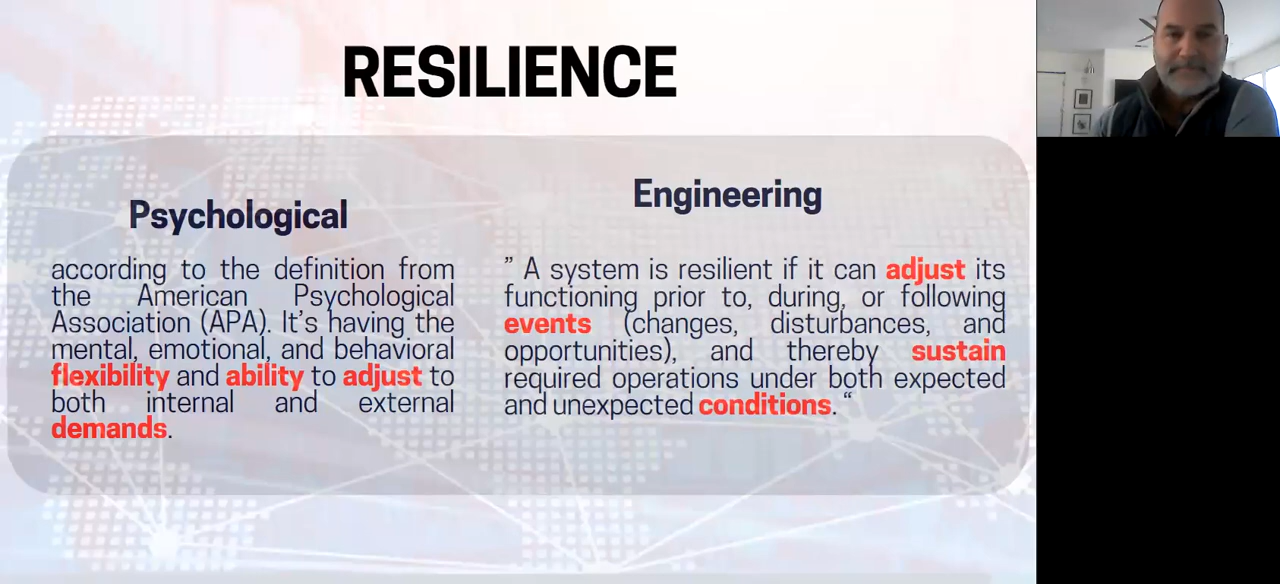 RESILIENCE
Psychological
according to the definition from
the American Psychological
Association (APA). It’s having the
mental, emotional, and behavioral
flexibility and ability to adjust to
both internal and external
demands.
Engineering
” A system is resilient if it can adjust its
functioning prior to, during, or following
events (changes, disturbances, and
opportunities), and thereby sustain
required operations under both expected
and unexpected conditions. “